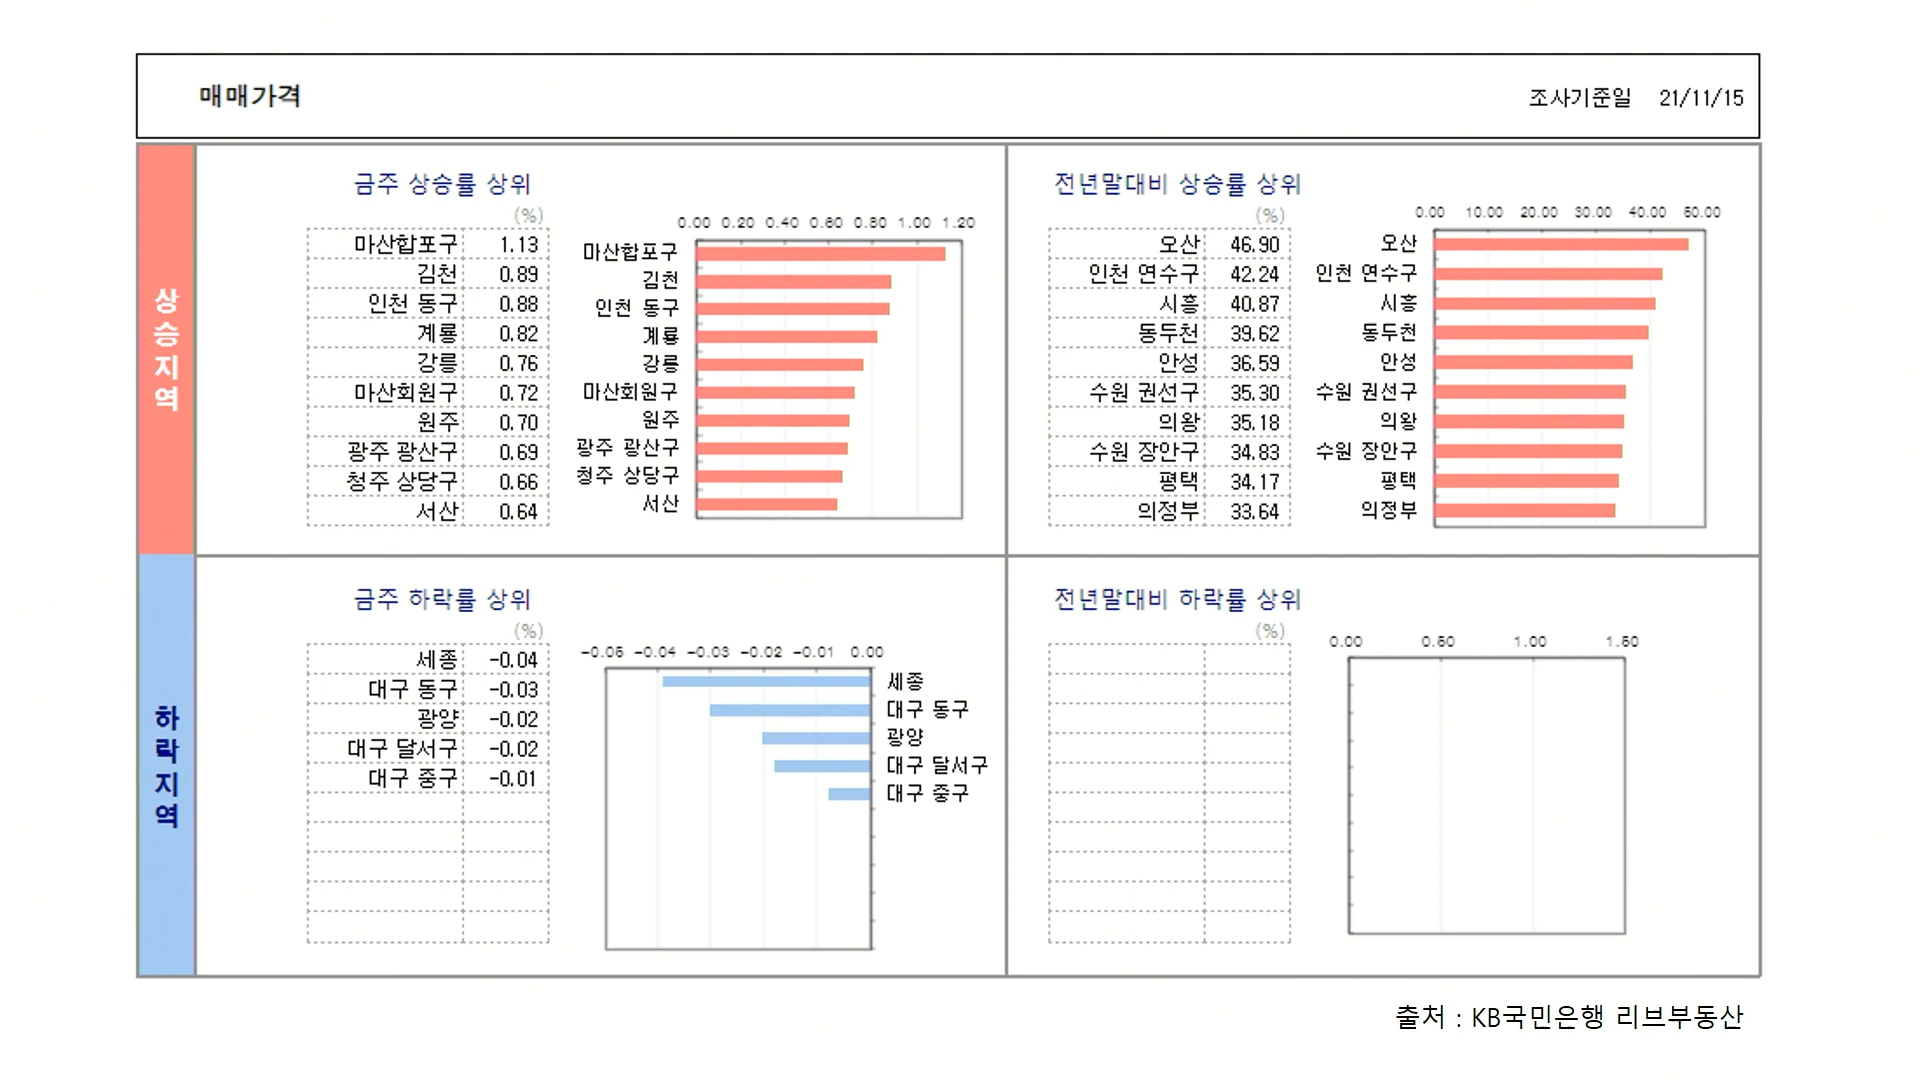 매매가격
조사기준일 21/11/15
상승지역
금주 상승률 상위
(%)
마산합포구 1.13
김천 0.89
인천 동구 0.88
계룡 0.82
강릉 0.76
마산회원구 0.72
원주 0.70
광주 광산구 0.69
청주 상당구 0.66
서산 0.64
0.00 0.20 0.40 0.60 0.80 1.00 1.20
마산합포구
김천
인천 동구
계룡
강릉
마산회원구
원주
광주 광산구
청주 상당구
서산
전년말대비 상승률 상위
(%)
오산 46.90
인천 연수구 42.24
시흥 40.87
동두천 39.62
안성 36.59
수원 권선구 35.30
의왕 35.18
수원 장안구 34.83
평택 34.17
의정부 33.64
0.00 10.00 20.00 30.00 40.00 50.00
오산
인천 연수구
시흥
동두천
안성
수원 권선구
의왕
수원 장안구
평택
의정부
하락지역
금주 하락률 상위
(%)
세종 -0.04
대구 동구 -0.03
광양 -0.02
대구 달서구 -0.02
대구 중구 -0.01
-0.05 -0.04 -0.03 -0.02 -0.01 0.00
세종
대구 동구
광양
대구 달서구
대구 중구
전년말대비 하락률 상위
(%)
0.00 0.50 1.00 1.50
출처 : KB국민은행 리브부동산